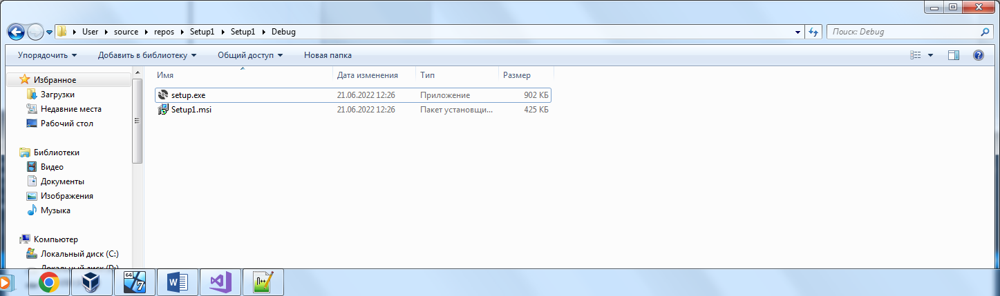 User source repos Setup1 Setup1 Debug
Поиск: Debug
Упорядочить Добавить в библиотеку Общий доступ Новая папка
Имя Дата изменения Тип Размер
Избранное
Загрузки
Недавние места
Рабочий стол
Библиотеки
Видео
Документы
Изображения
Музыка
Компьютер
Локальный диск (C:)
Локальный диск (D:)
setup.exe 21.06.2022 12:26 Приложение 902 КБ
Setup1.msi 21.06.2022 12:26 Пакет установщи... 425 КБ
64 7 W N++